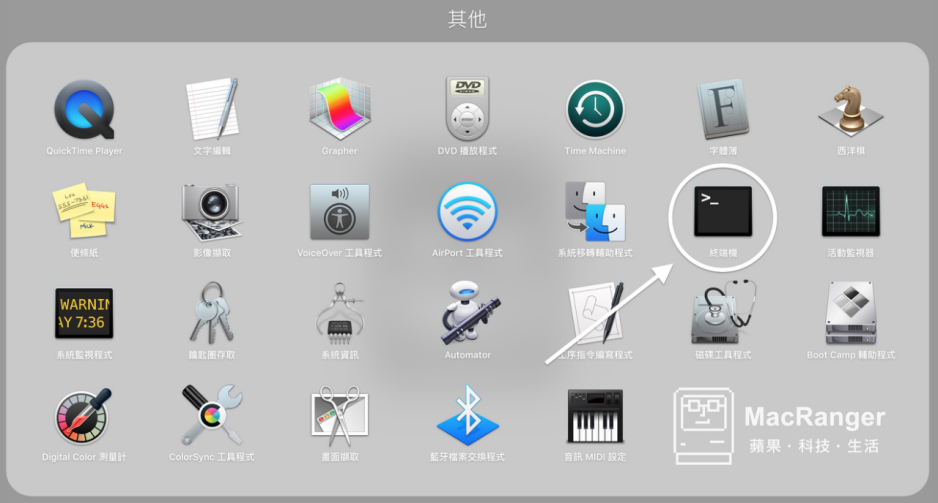 其他
QuickTime Player
文字編輯
Grapher
DVD 播放程式
Time Machine
字體簿
西洋棋
便條紙
影像擷取
VoiceOver 工具程式
AirPort 工具程式
系統移轉輔助程式
終端機
活動監視器
系統監視程式
鑰匙圈存取
系統資訊
Automator
工序指令編寫程式
磁碟工具程式
Boot Camp 輔助程式
Digital Color 測量計
ColorSync 工具程式
畫面擷取
藍牙檔案交換程式
音訊 MIDI 設定
DVD
F
Eggs
Milk
>_
WARNIN
AY 7:36
MacRanger
蘋果・科技・生活